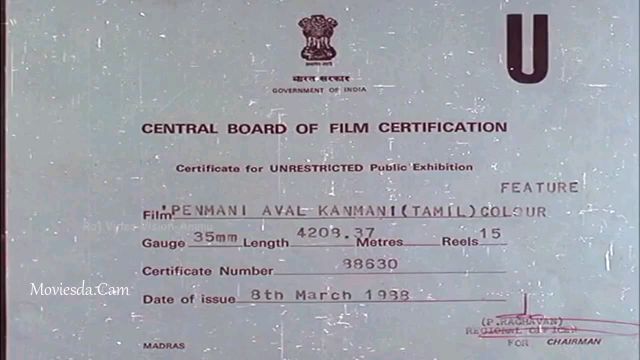 U
भारत सरकार
GOVERNMENT OF INDIA
CENTRAL BOARD OF FILM CERTIFICATION
Certificate for UNRESTRICTED Public Exhibition
FEATURE
Film 'PENMANI AVAL KANMANI(TAMIL)COLOUR
Gauge 35mm Length 4208.37 Metres Reels 15
Certificate Number 88630
Moviesda.Cam
Date of issue 8th March 1988
(P.RAGHAVAN)
REGIONAL OFFICER
FOR CHAIRMAN
MADRAS